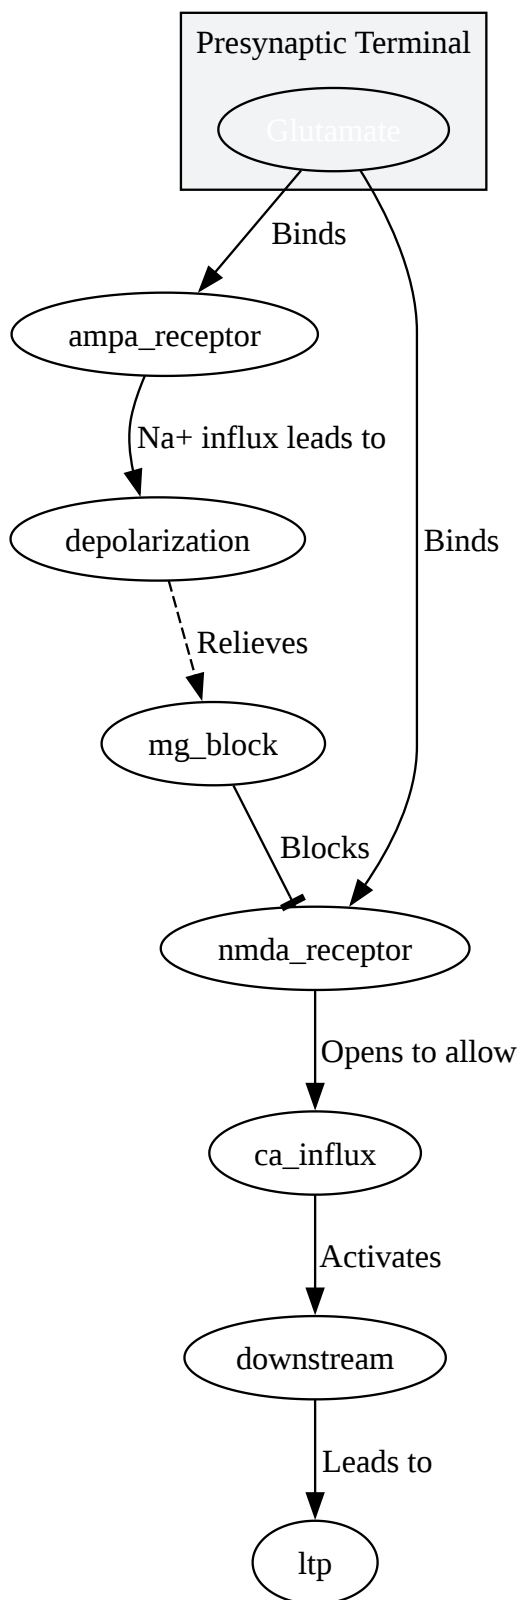 Presynaptic Terminal
Glutamate
Binds
ampa_receptor
Na+ influx leads to
depolarization
Binds
Relieves
mg_block
Blocks
nmda_receptor
Opens to allow
ca_influx
Activates
downstream
Leads to
ltp